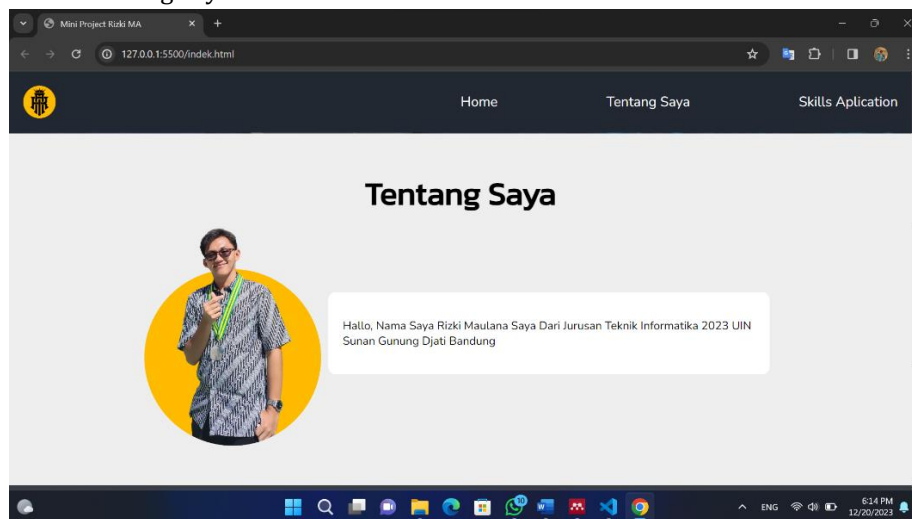 Mini Project Rizki MA
127.0.0.1:5500/indek.html
Home Tentang Saya Skills Aplication
Tentang Saya
Hallo, Nama Saya Rizki Maulana Saya Dari Jurusan Teknik Informatika 2023 UIN
Sunan Gunung Djati Bandung
10
ENG
6:14 PM
12/20/2023